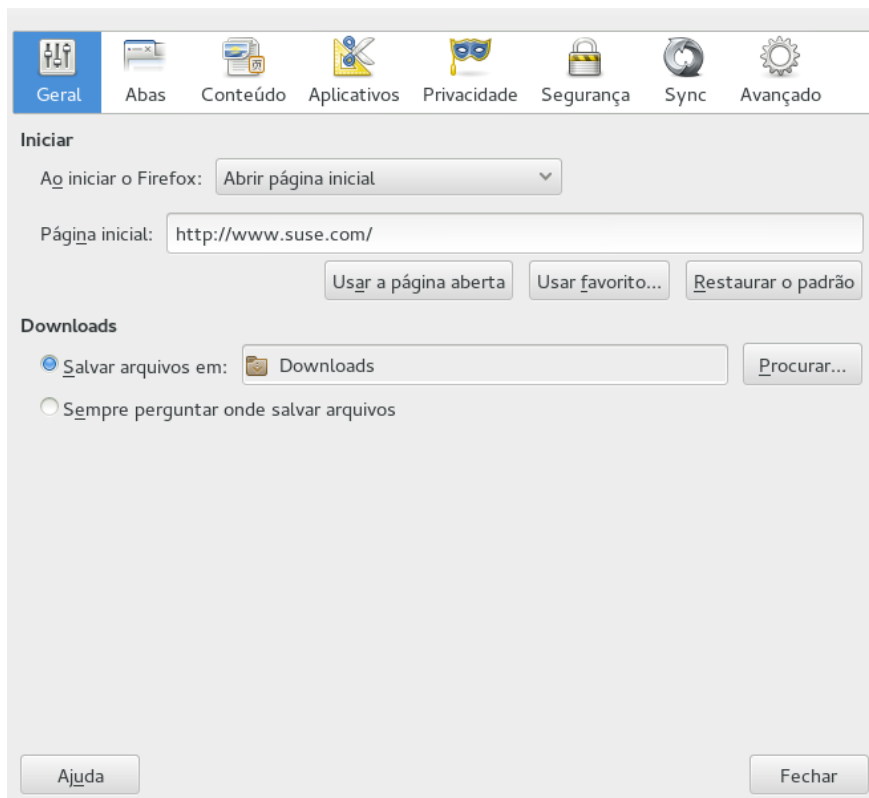 Geral Abas Conteúdo Aplicativos Privacidade Segurança Sync Avançado
Iniciar
Ao iniciar o Firefox: Abrir página inicial
Página inicial: http://www.suse.com/
Usar a página aberta Usar favorito... Restaurar o padrão
Downloads
Salvar arquivos em: Downloads Procurar...
Sempre perguntar onde salvar arquivos
Ajuda Fechar